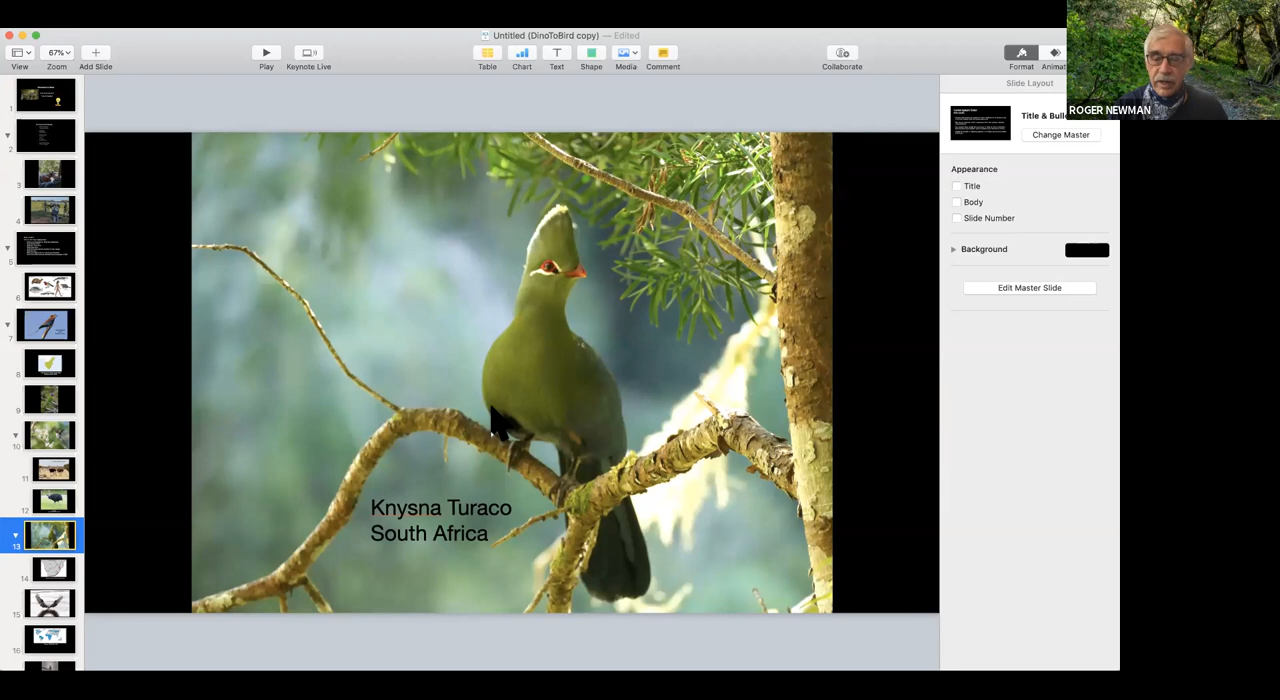 Untitled (DinoToBird copy) — Edited
67%
View
Zoom
Add Slide
Play
Keynote Live
Table
Chart
Text
Shape
Media
Comment
Collaborate
Format
ROGER NEWMAN
Slide Layout
Title &
Change Master
Appearance
Title
Body
Slide Number
Background
Edit Master Slide
Knysna Turaco
South Africa
1
2
3
4
5
6
7
8
9
10
11
12
13
14
15
16